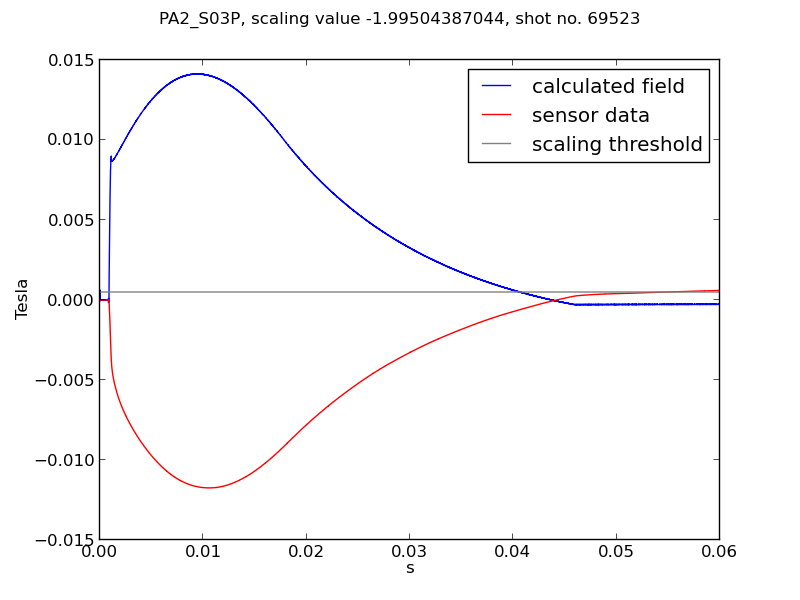 PA2_S03P, scaling value -1.99504387044, shot no. 69523
0.015
0.010
0.005
0.000
−0.005
−0.010
−0.015
Tesla
calculated field
sensor data
scaling threshold
0.00 0.01 0.02 0.03 0.04 0.05 0.06
s